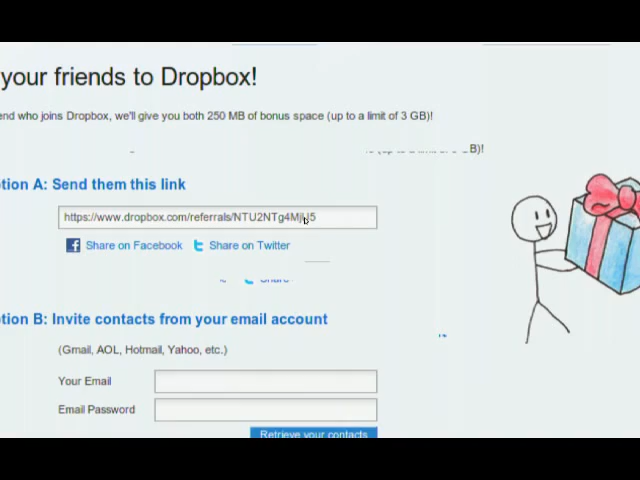 your friends to Dropbox!
end who joins Dropbox, we'll give you both 250 MB of bonus space (up to a limit of 3 GB)!
B)!
tion A: Send them this link
https://www.dropbox.com/referrals/
Share on Facebook Share on Twitter
tion B: Invite contacts from your email account
(Gmail, AOL, Hotmail, Yahoo, etc.)
Your Email
Email Password
Retrieve your contacts